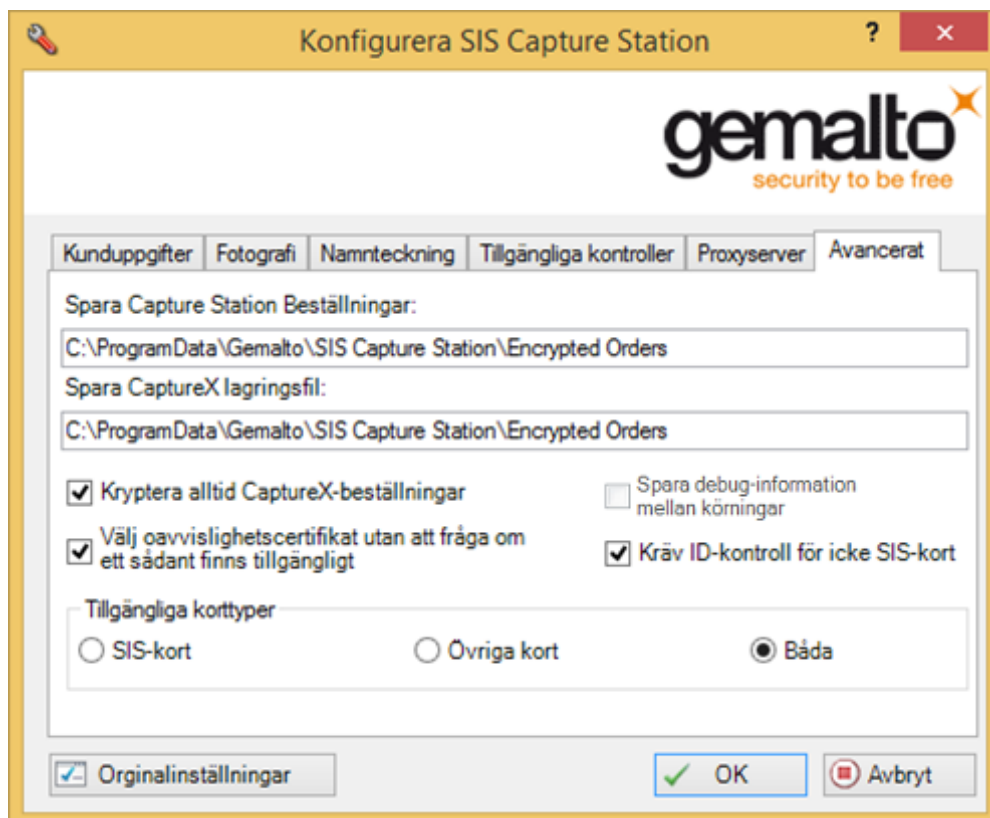 Konfigurera SIS Capture Station
?
gemalto
security to be free
Kunduppgifter
Fotografi
Namnteckning
Tillgängliga kontroller
Proxyserver
Avancerat
Spara Capture Station Beställningar:
C:\ProgramData\Gemalto\SIS Capture Station\Encrypted Orders
Spara CaptureX lagringsfil:
C:\ProgramData\Gemalto\SIS Capture Station\Encrypted Orders
Kryptera alltid CaptureX-beställningar
Spara debug-information
mellan körningar
Välj oavvislighetscertifikat utan att fråga om
ett sådant finns tillgängligt
Kräv ID-kontroll för icke SIS-kort
Tillgängliga korttyper
SIS-kort
Övriga kort
Båda
Orginalinställningar
OK
Avbryt